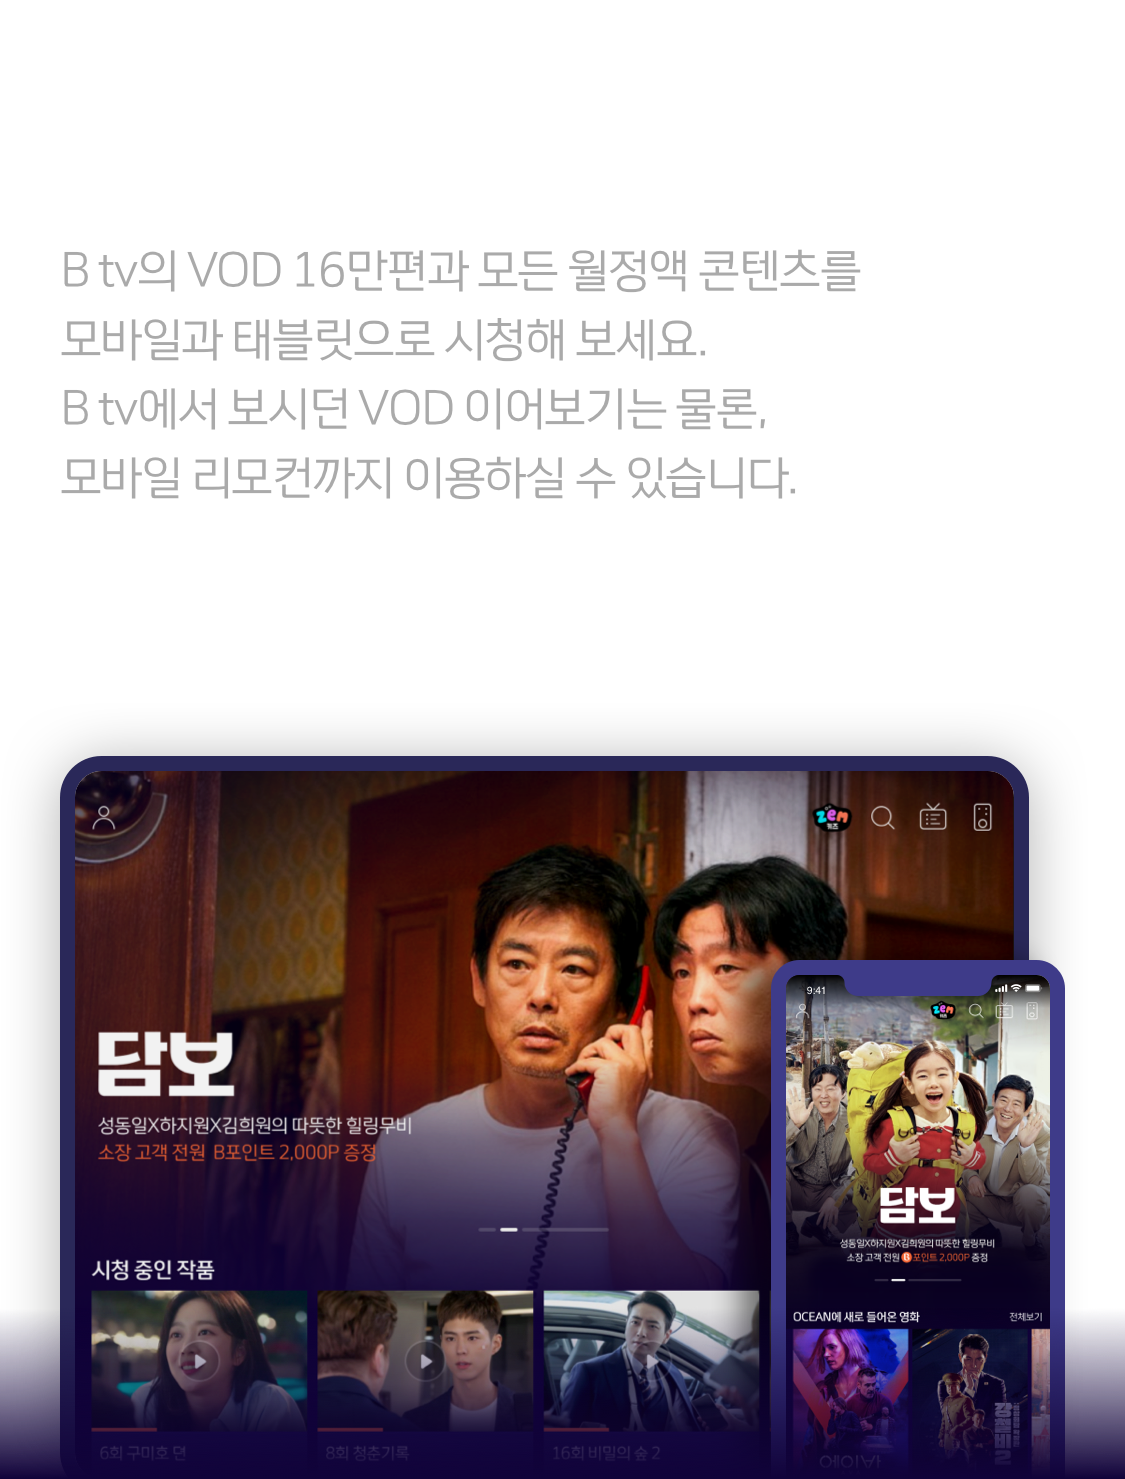 B tv의 VOD 16만편과 모든 월정액 콘텐츠를
모바일과 태블릿으로 시청해 보세요.
B tv에서 보시던 VOD 이어보기는 물론,
모바일 리모컨까지 이용하실 수 있습니다.
zem
키즈
담보
성동일X하지원X김희원의 따뜻한 힐링무비
소장 고객 전원 B포인트 2,000P 증정
시청 중인 작품
6회 구미호 뎐
8회 청춘기록
16회 비밀의 숲 2
9:41
zem
키즈
담보
성동일X하지원X김희원의 따뜻한 힐링무비
소장 고객 전원 B포인트 2,000P 증정
OCEAN에 새로 들어온 영화
전체보기
강철비2